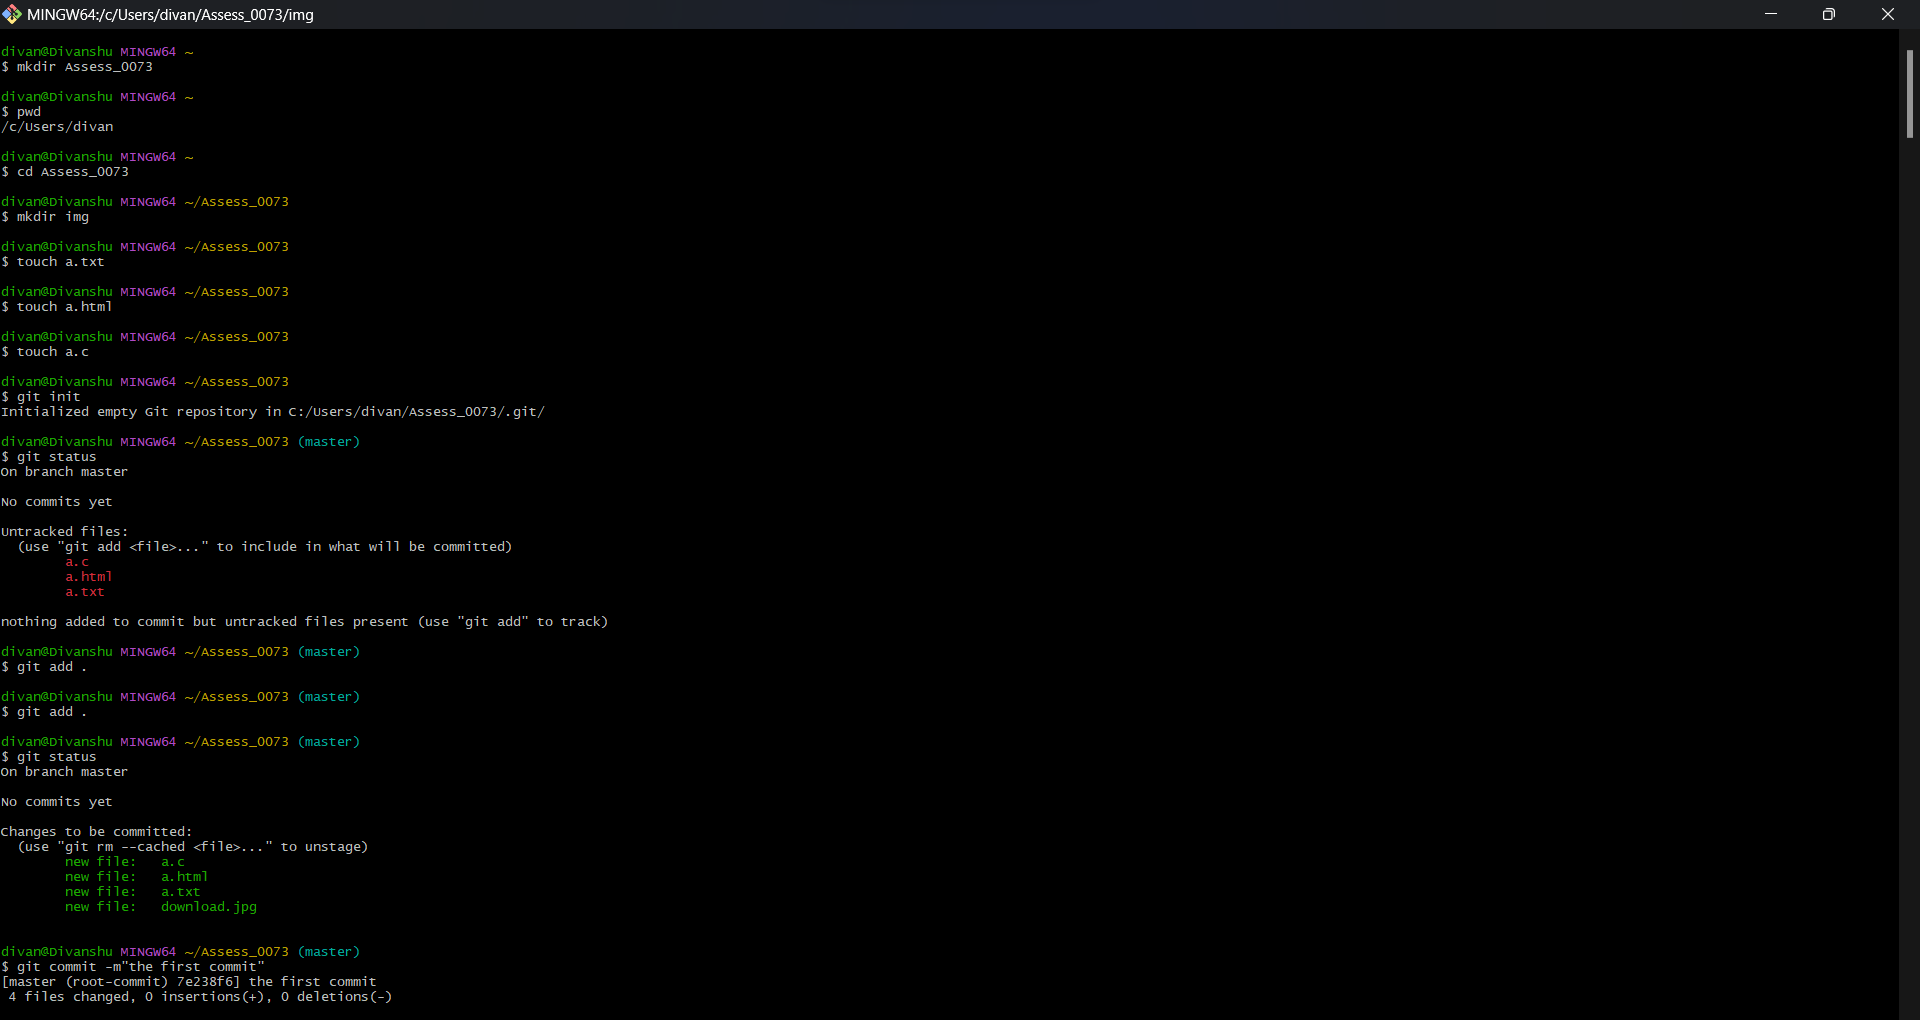 MINGW64:/c/Users/divan/Assess_0073/img
divan@Divanshu MINGW64 ~
$ mkdir Assess_0073
divan@Divanshu MINGW64 ~
$ pwd
/c/Users/divan
divan@Divanshu MINGW64 ~
$ cd Assess_0073
divan@Divanshu MINGW64 ~/Assess_0073
$ mkdir img
divan@Divanshu MINGW64 ~/Assess_0073
$ touch a.txt
divan@Divanshu MINGW64 ~/Assess_0073
$ touch a.html
divan@Divanshu MINGW64 ~/Assess_0073
$ touch a.c
divan@Divanshu MINGW64 ~/Assess_0073
$ git init
Initialized empty Git repository in C:/Users/divan/Assess_0073/.git/
divan@Divanshu MINGW64 ~/Assess_0073 (master)
$ git status
On branch master
No commits yet
Untracked files:
(use "git add <file>..." to include in what will be committed)
a.c
a.html
a.txt
nothing added to commit but untracked files present (use "git add" to track)
divan@Divanshu MINGW64 ~/Assess_0073 (master)
$ git add .
divan@Divanshu MINGW64 ~/Assess_0073 (master)
$ git add .
divan@Divanshu MINGW64 ~/Assess_0073 (master)
$ git status
On branch master
No commits yet
Changes to be committed:
(use "git rm --cached <file>..." to unstage)
new file:   a.c
new file:   a.html
new file:   a.txt
new file:   download.jpg
divan@Divanshu MINGW64 ~/Assess_0073 (master)
$ git commit -m"the first commit"
[master (root-commit) 7e238f6] the first commit
4 files changed, 0 insertions(+), 0 deletions(-)